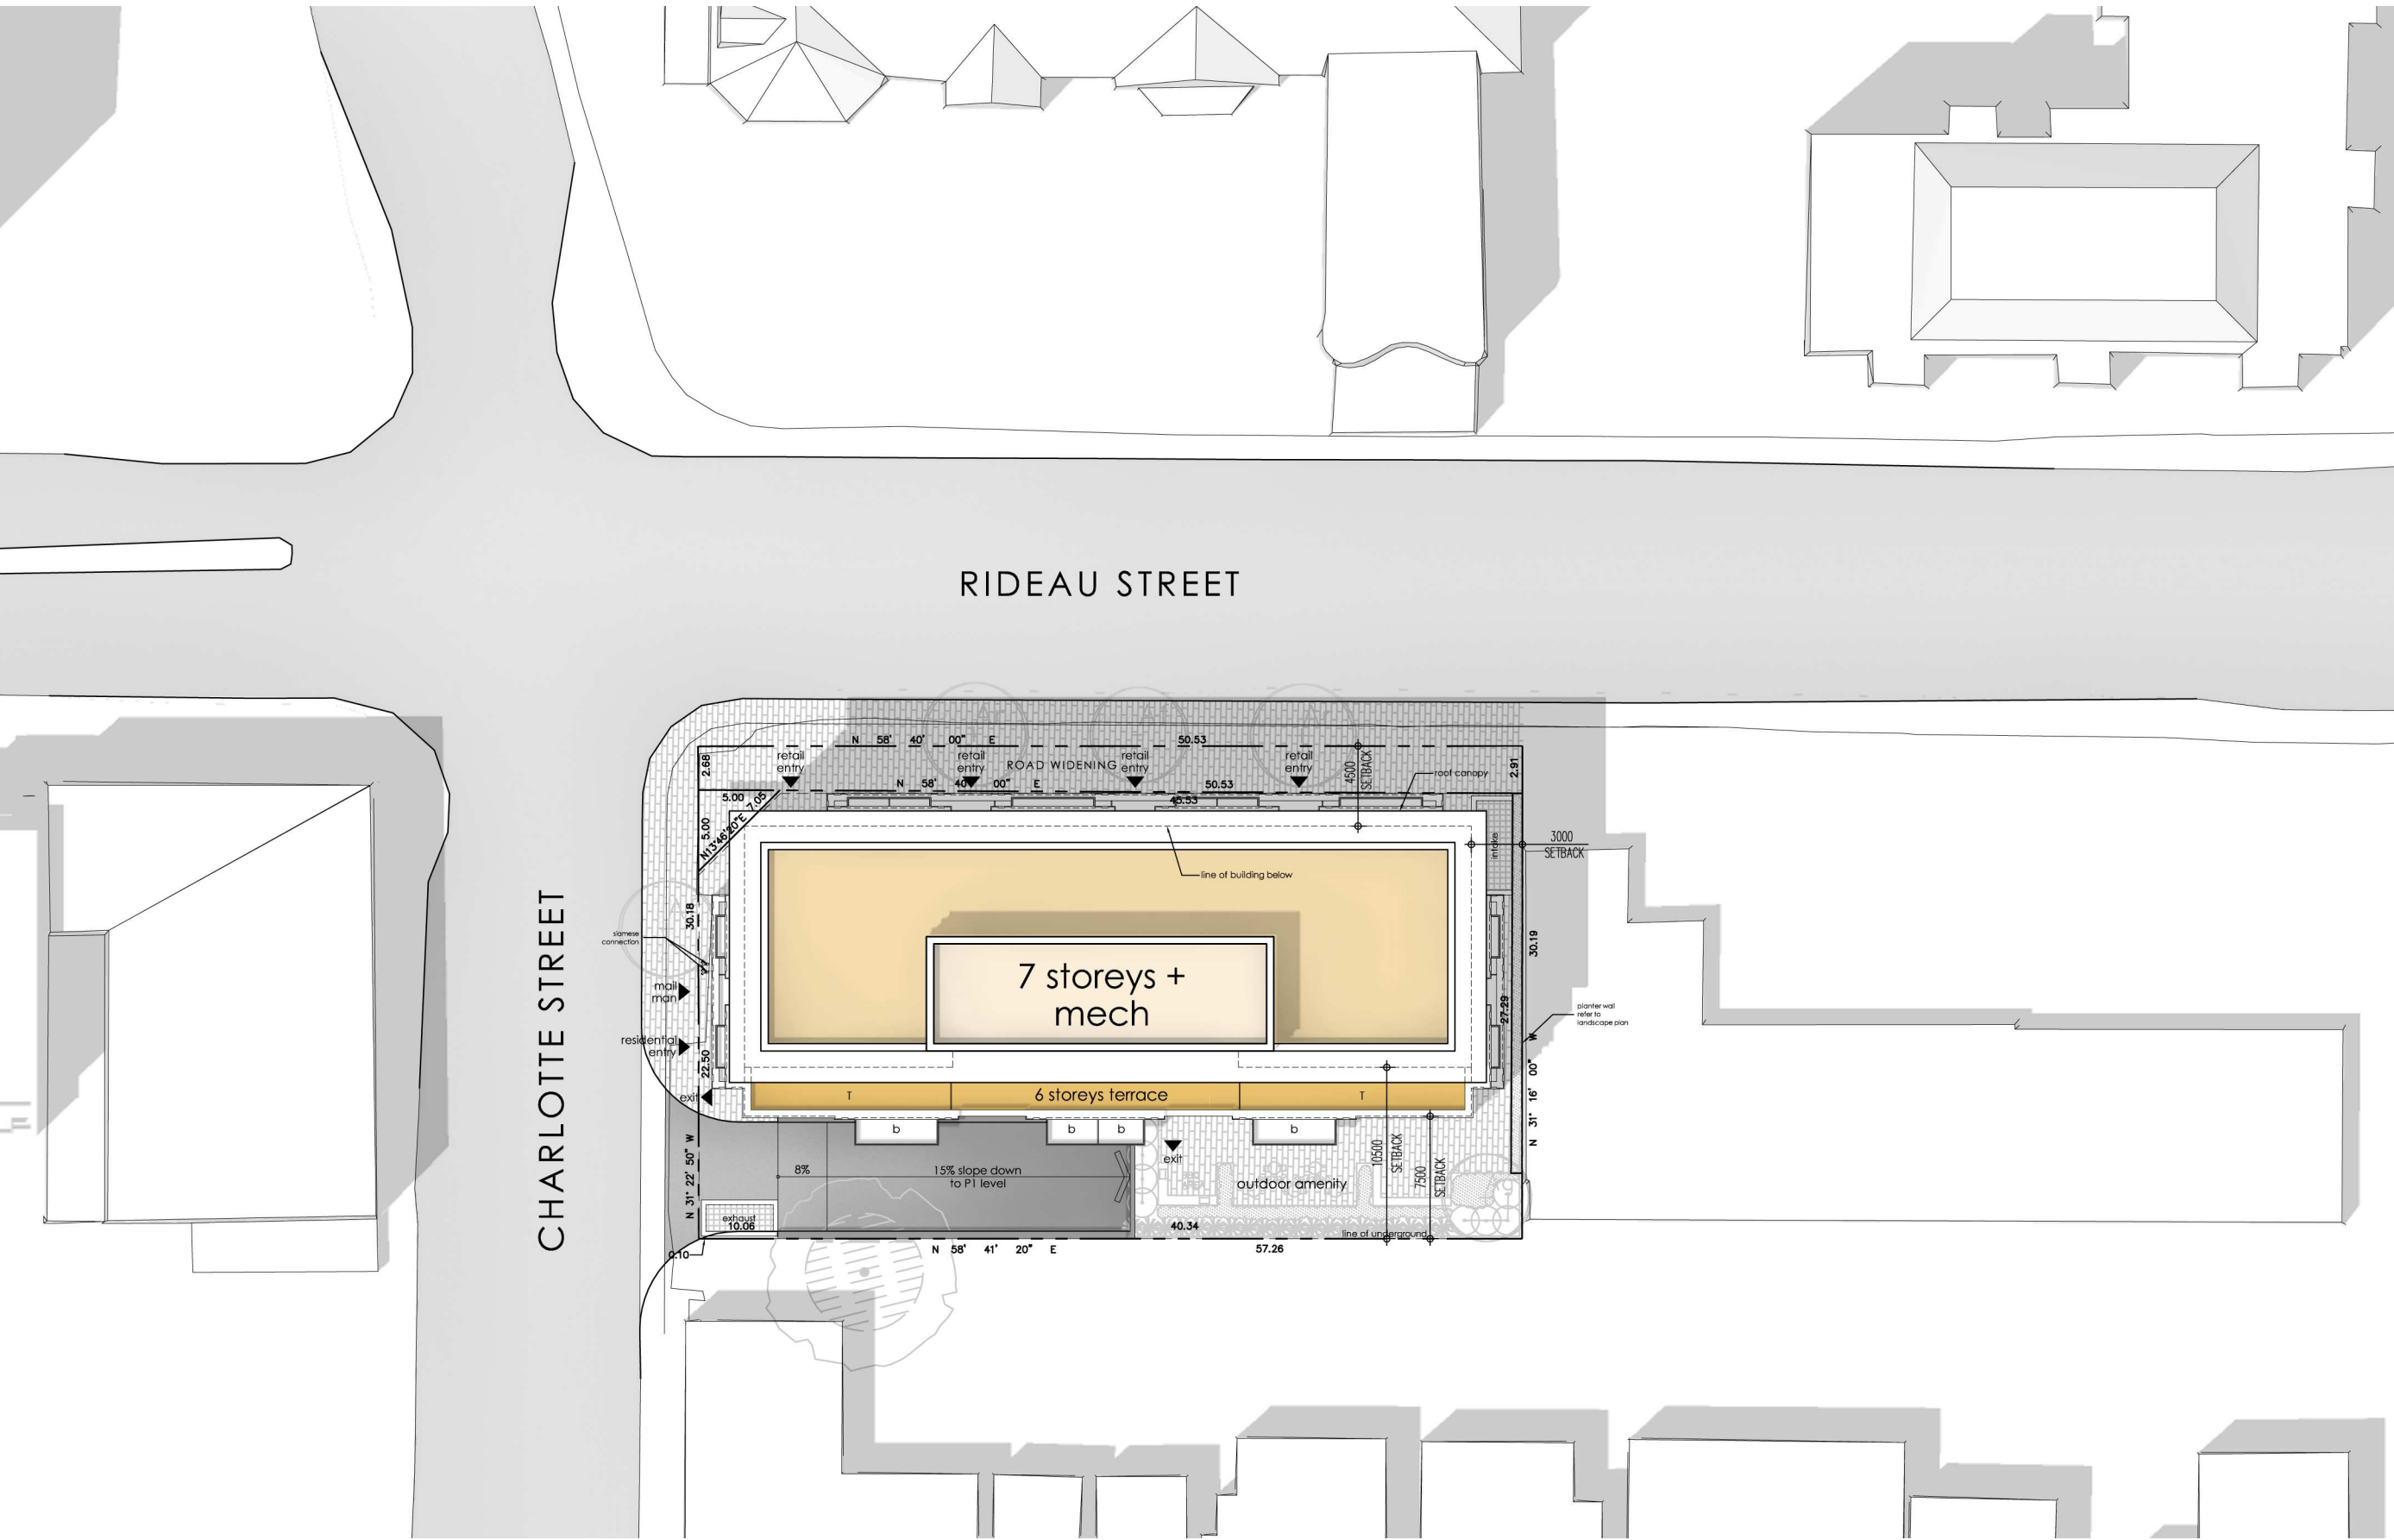 RIDEAU STREET
CHARLOTTE STREET
N 58' 40' 00" E
50.53
2.68
retail
entry
retail
entry
ROAD WIDENING
retail
entry
retail
entry
4500
SETBACK
roof canopy
2.91
N 58' 40' 00" E
50.53
5.00
7.05
45.53
5.00
N13°46'20"E
intake
3000
SETBACK
line of building below
30.18
siamese
connection
30.19
7 storeys +
mech
mail
man
27.29
planter wall
refer to
landscape plan
residential
entry
22.50
exit
T
6 storeys terrace
T
b
b
b
b
N 31° 16' 00" W
N 31° 22' 50" W
8%
15% slope down
to P1 level
exit
outdoor amenity
10500
SETBACK
7500
SETBACK
exhaust
10.06
40.34
line of underground
0.10
N 58' 41' 20" E
57.26